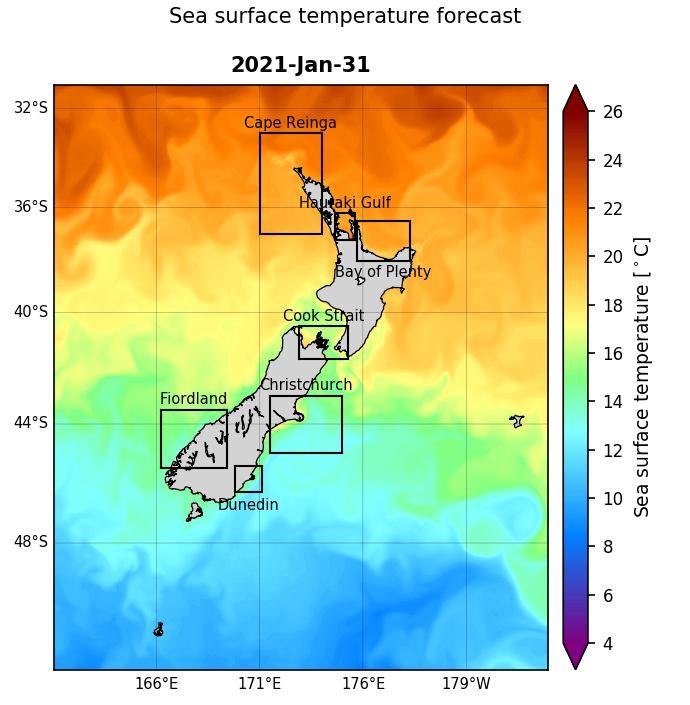 Sea surface temperature forecast
2021-Jan-31
32°S
36°S
40°S
44°S
48°S
Cape Reinga
Hauraki Gulf
Bay of Plenty
Cook Strait
Christchurch
Fiordland
Dunedin
166°E
171°E
176°E
179°W
26
24
22
20
18
16
14
12
10
8
6
4
Sea surface temperature [°C]